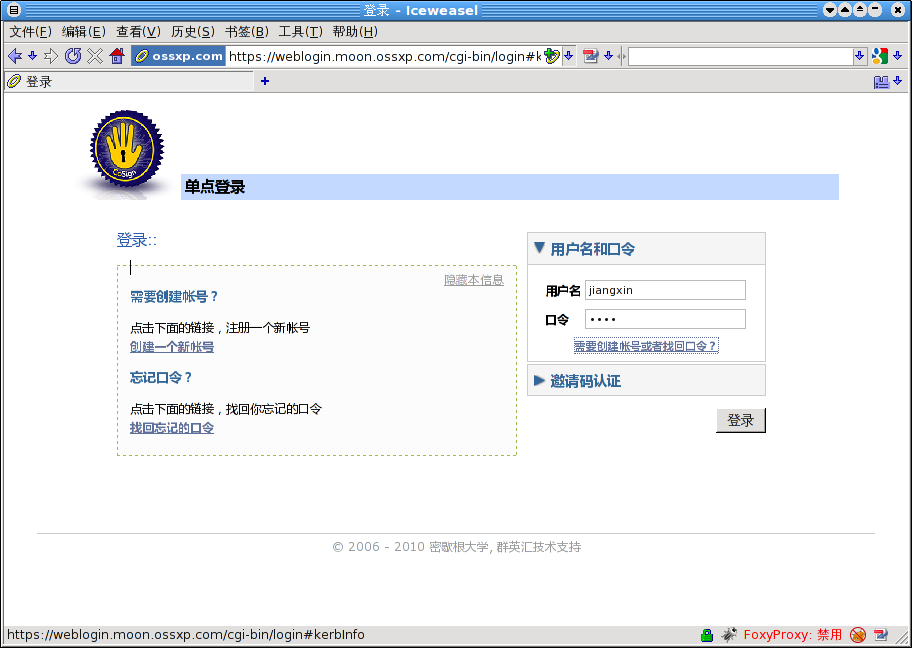 登录 - Iceweasel
文件(F) 编辑(E) 查看(V) 历史(S) 书签(B) 工具(T) 帮助(H)
ossxp.com https://weblogin.moon.ossxp.com/cgi-bin/login#k
登录
CoSign
单点登录
登录::
隐藏本信息
需要创建帐号？
点击下面的链接，注册一个新帐号
创建一个新帐号
忘记口令？
点击下面的链接，找回你忘记的口令
找回忘记的口令
用户名和口令
用户名 jiangxin
口令 ••••
需要创建帐号或者找回口令？
邀请码认证
登录
© 2006 - 2010 密歇根大学, 群英汇技术支持
https://weblogin.moon.ossxp.com/cgi-bin/login#kerbInfo
FoxyProxy: 禁用